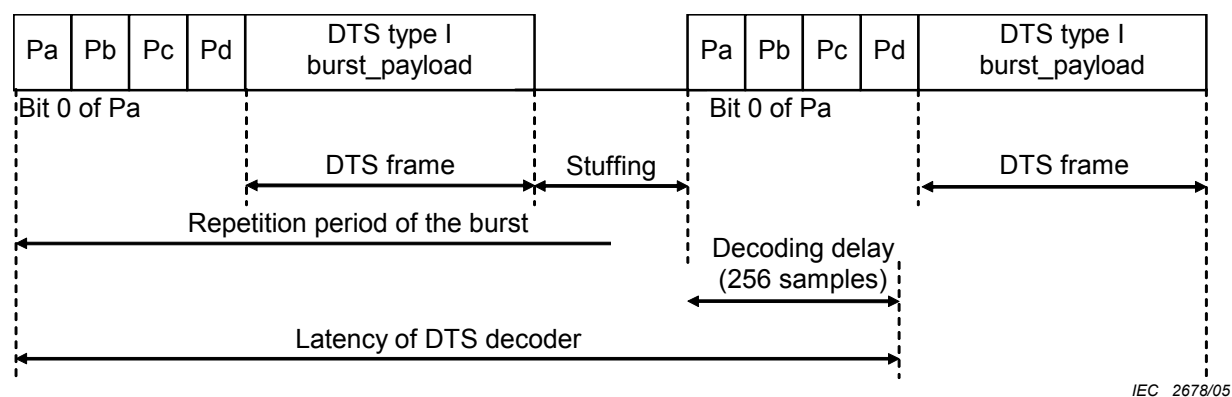 Pa Pb Pc Pd DTS type I burst_payload Pa Pb Pc Pd DTS type I burst_payload
Bit 0 of Pa Bit 0 of Pa
DTS frame Stuffing DTS frame
Repetition period of the burst
Decoding delay
(256 samples)
Latency of DTS decoder
IEC 2678/05